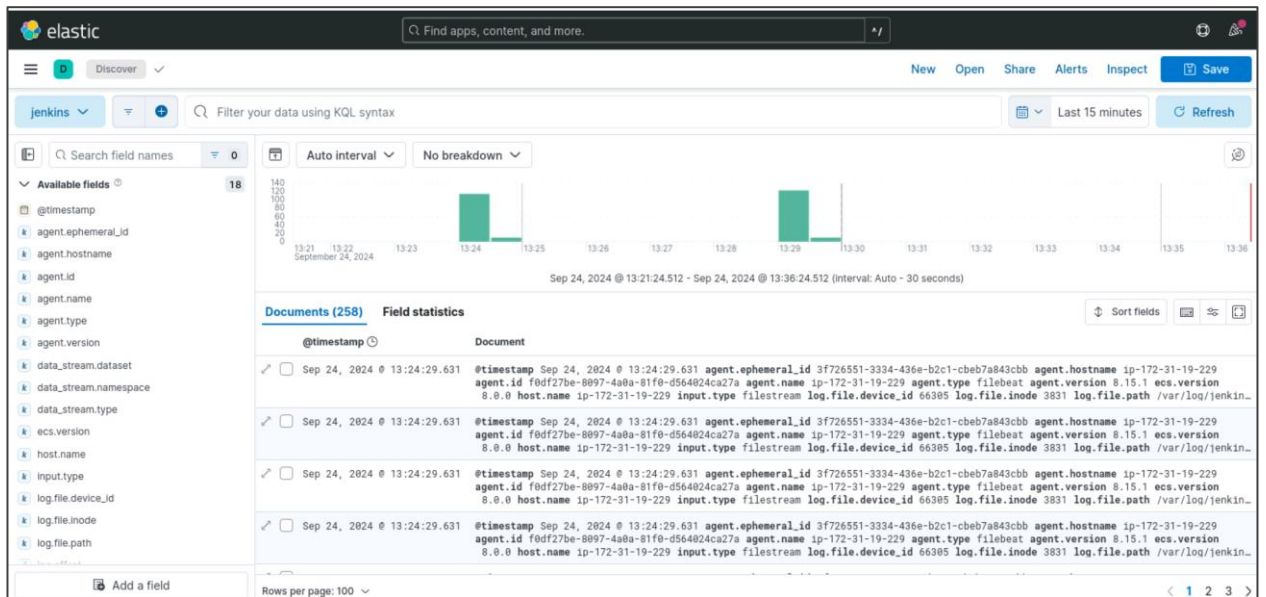 elastic
Find apps, content, and more.
^/
D
Discover
New
Open
Share
Alerts
Inspect
Save
jenkins
Filter your data using KQL syntax
Last 15 minutes
Refresh
Search field names
0
Auto interval
No breakdown
Available fields
18
@timestamp
agent.ephemeral_id
agent.hostname
agent.id
agent.name
agent.type
agent.version
data_stream.dataset
data_stream.namespace
data_stream.type
ecs.version
host.name
input.type
log.file.device_id
log.file.inode
log.file.path
Add a field
140
120
100
80
60
40
20
0
13:21 13:22 13:23 13:24 13:25 13:26 13:27 13:28 13:29 13:30 13:31 13:32 13:33 13:34 13:35 13:36
September 24, 2024
Sep 24, 2024 @ 13:21:24.512 - Sep 24, 2024 @ 13:36:24.512 (interval: Auto - 30 seconds)
Documents (258)
Field statistics
Sort fields
@timestamp
Document
Sep 24, 2024 @ 13:24:29.631
@timestamp Sep 24, 2024 @ 13:24:29.631 agent.ephemeral_id 3f726551-3334-436e-b2c1-cbeb7a843cbb agent.hostname ip-172-31-19-229
agent.id f0df27be-8097-4a0a-81f0-d564024ca27a agent.name ip-172-31-19-229 agent.type filebeat agent.version 8.15.1 ecs.version
8.0.0 host.name ip-172-31-19-229 input.type filestream log.file.device_id 66305 log.file.inode 3831 log.file.path /var/log/jenkin…
Sep 24, 2024 @ 13:24:29.631
@timestamp Sep 24, 2024 @ 13:24:29.631 agent.ephemeral_id 3f726551-3334-436e-b2c1-cbeb7a843cbb agent.hostname ip-172-31-19-229
agent.id f0df27be-8097-4a0a-81f0-d564024ca27a agent.name ip-172-31-19-229 agent.type filebeat agent.version 8.15.1 ecs.version
8.0.0 host.name ip-172-31-19-229 input.type filestream log.file.device_id 66305 log.file.inode 3831 log.file.path /var/log/jenkin…
Sep 24, 2024 @ 13:24:29.631
@timestamp Sep 24, 2024 @ 13:24:29.631 agent.ephemeral_id 3f726551-3334-436e-b2c1-cbeb7a843cbb agent.hostname ip-172-31-19-229
agent.id f0df27be-8097-4a0a-81f0-d564024ca27a agent.name ip-172-31-19-229 agent.type filebeat agent.version 8.15.1 ecs.version
8.0.0 host.name ip-172-31-19-229 input.type filestream log.file.device_id 66305 log.file.inode 3831 log.file.path /var/log/jenkin…
Sep 24, 2024 @ 13:24:29.631
@timestamp Sep 24, 2024 @ 13:24:29.631 agent.ephemeral_id 3f726551-3334-436e-b2c1-cbeb7a843cbb agent.hostname ip-172-31-19-229
agent.id f0df27be-8097-4a0a-81f0-d564024ca27a agent.name ip-172-31-19-229 agent.type filebeat agent.version 8.15.1 ecs.version
8.0.0 host.name ip-172-31-19-229 input.type filestream log.file.device_id 66305 log.file.inode 3831 log.file.path /var/log/jenkin…
Rows per page: 100
1 2 3